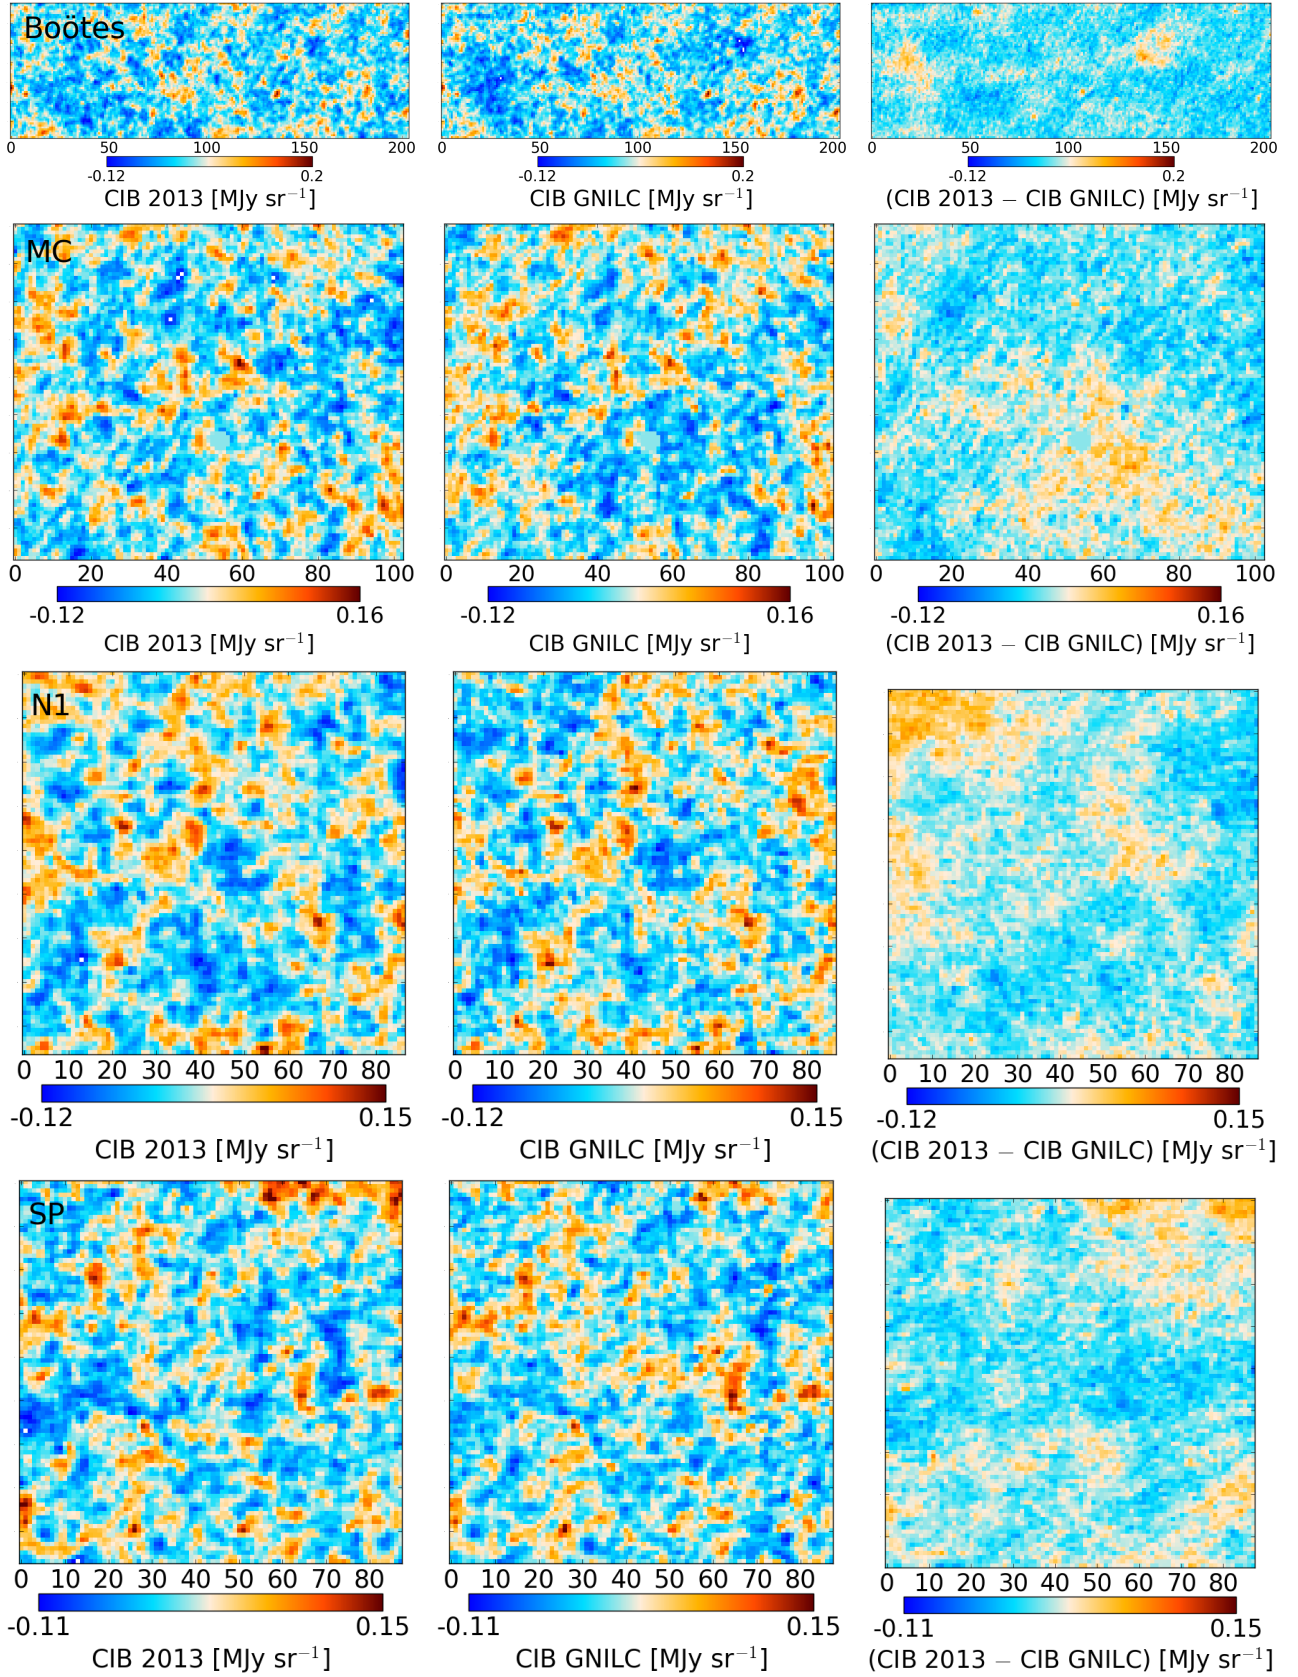 Boötes
0 50 100 150 200
0 50 100 150 200
0 50 100 150 200
-0.12 0.2
-0.12 0.2
-0.12 0.2
CIB 2013 [MJy sr⁻¹]
CIB GNILC [MJy sr⁻¹]
(CIB 2013 − CIB GNILC) [MJy sr⁻¹]
MC
0 20 40 60 80 100
0 20 40 60 80 100
0 20 40 60 80 100
-0.12 0.16
-0.12 0.16
-0.12 0.16
CIB 2013 [MJy sr⁻¹]
CIB GNILC [MJy sr⁻¹]
(CIB 2013 − CIB GNILC) [MJy sr⁻¹]
N1
0 10 20 30 40 50 60 70 80
0 10 20 30 40 50 60 70 80
0 10 20 30 40 50 60 70 80
-0.12 0.15
-0.12 0.15
-0.12 0.15
CIB 2013 [MJy sr⁻¹]
CIB GNILC [MJy sr⁻¹]
(CIB 2013 − CIB GNILC) [MJy sr⁻¹]
SP
0 10 20 30 40 50 60 70 80
0 10 20 30 40 50 60 70 80
0 10 20 30 40 50 60 70 80
-0.11 0.15
-0.11 0.15
-0.11 0.15
CIB 2013 [MJy sr⁻¹]
CIB GNILC [MJy sr⁻¹]
(CIB 2013 − CIB GNILC) [MJy sr⁻¹]